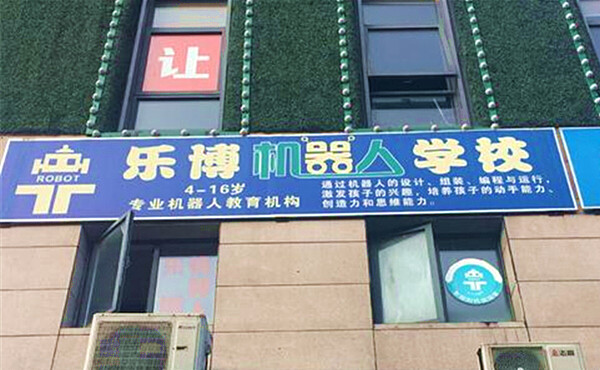 让
乐博机器人学校
ROBOT
4-16岁
专业机器人教育机构
通过机器人的设计、组装、编程与运行,
激发孩子的兴趣,培养孩子的动手能力、
创造力和思维能力。